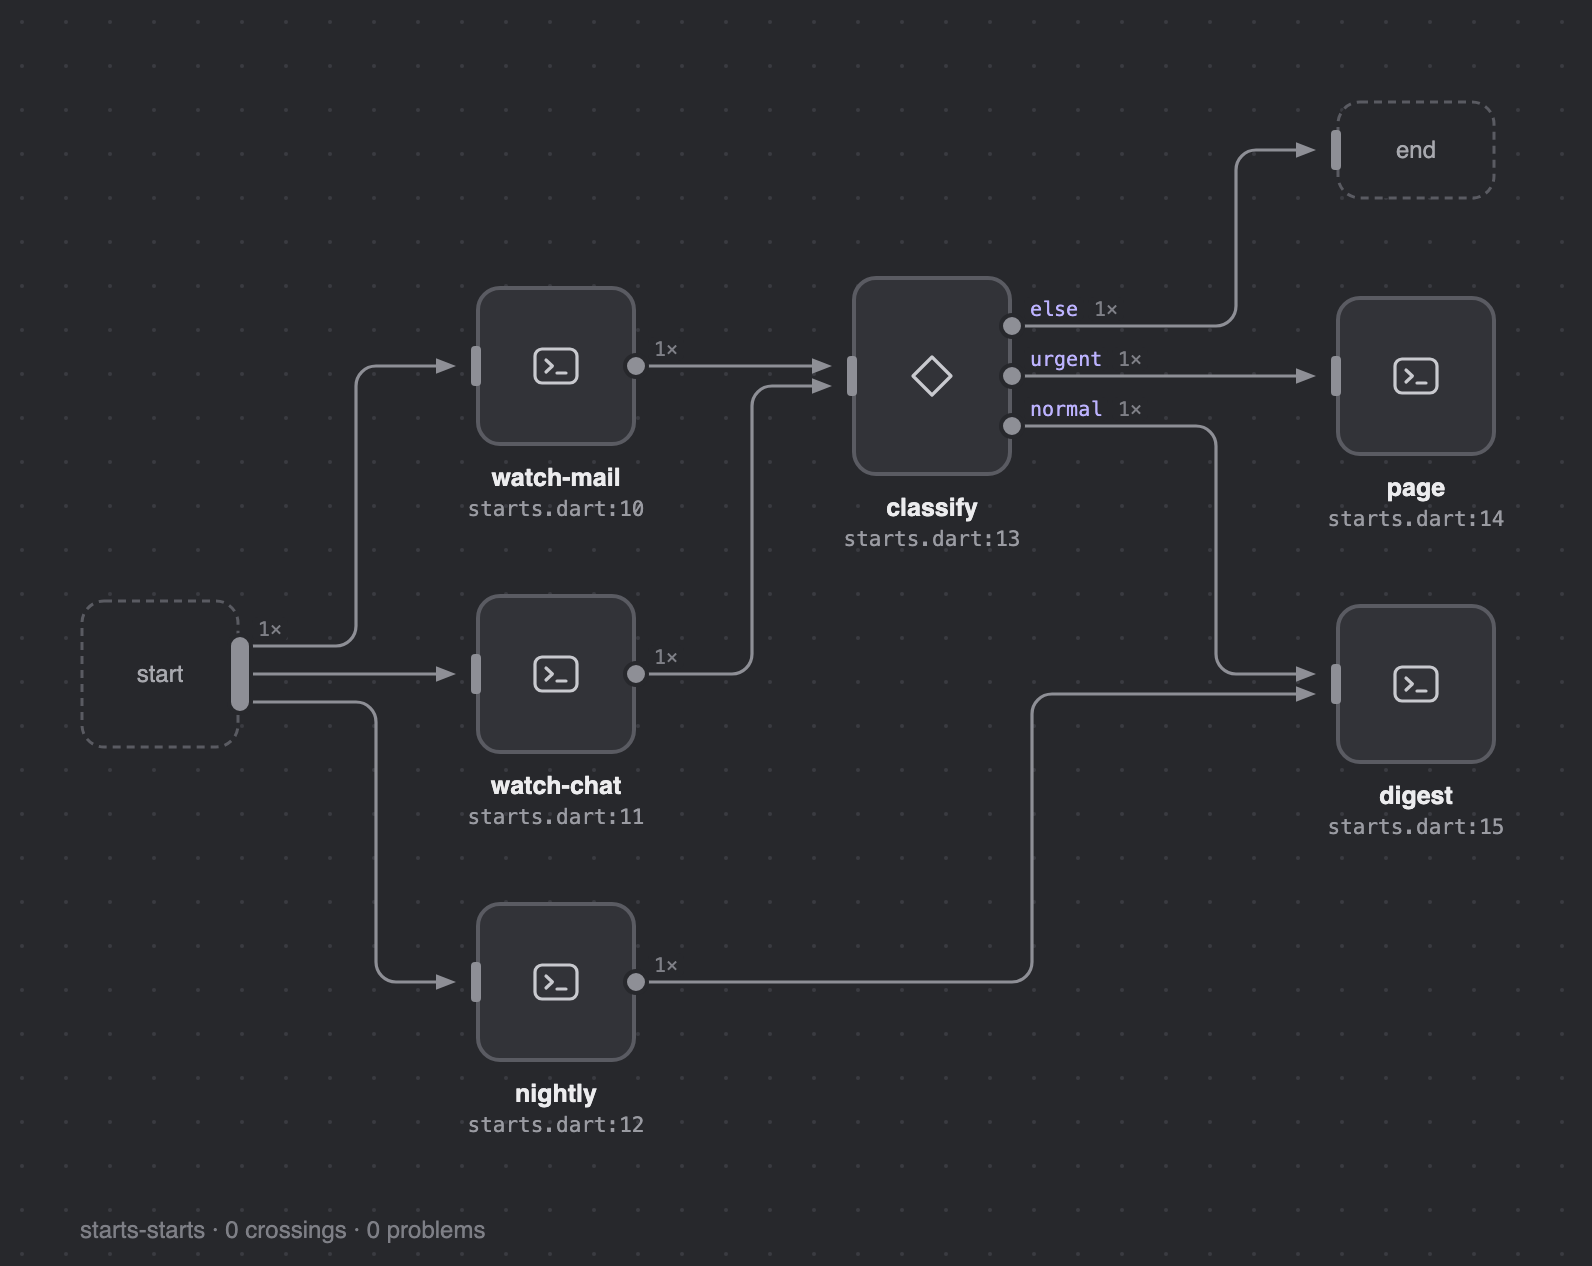 end
else 1×
urgent 1×
normal 1×
1×
watch-mail
starts.dart:10
classify
starts.dart:13
page
starts.dart:14
1×
start
1×
watch-chat
starts.dart:11
digest
starts.dart:15
1×
nightly
starts.dart:12
starts-starts · 0 crossings · 0 problems